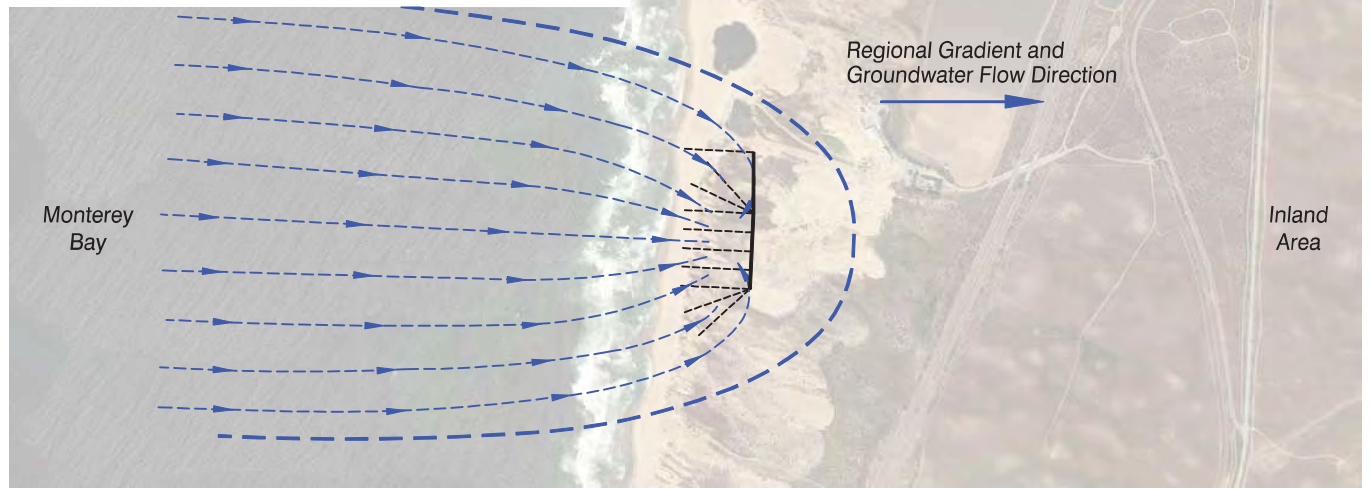 Regional Gradient and
Groundwater Flow Direction
Monterey
Bay
Inland
Area